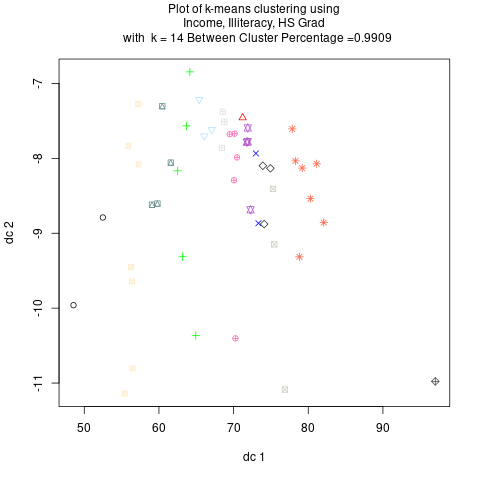 Plot of k-means clustering using
Income, Illiteracy, HS Grad
with k = 14 Between Cluster Percentage =0.9909
-7
-8
-9
-10
-11
dc 2
50 60 70 80 90
dc 1